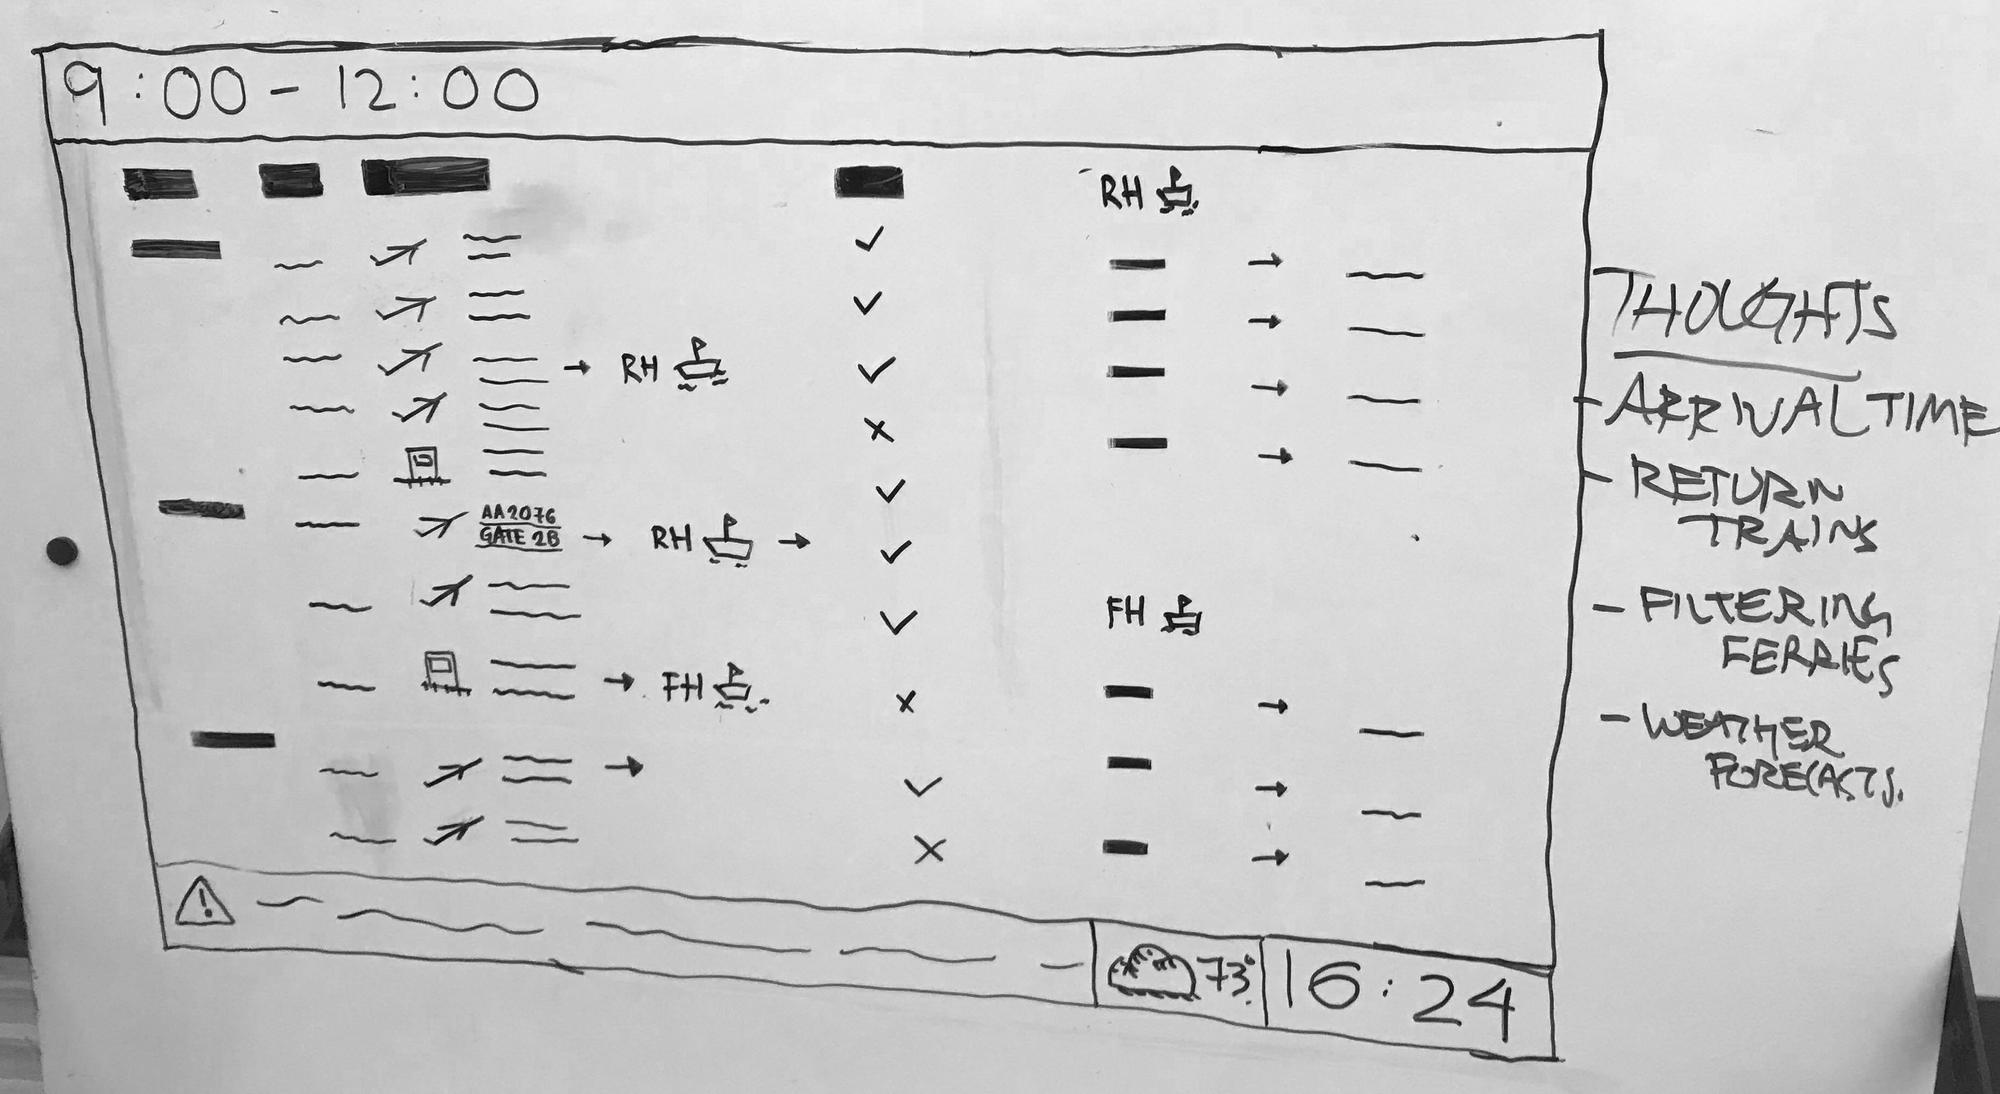 9:00 - 12:00
RH
RH
AA2076
GATE 2B
RH
FH
FH
73°
16:24
THOUGHTS
- ARRIVAL TIME
- RETURN
TRAINS
- FILTERING
FERRIES
- WEATHER
FORECASTS.